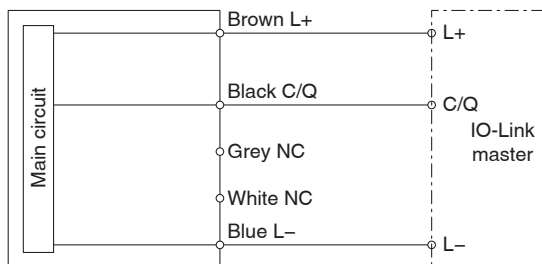 Brown L+
L+
Black C/Q
C/Q
Main circuit
IO-Link
master
Grey NC
White NC
Blue L−
L−